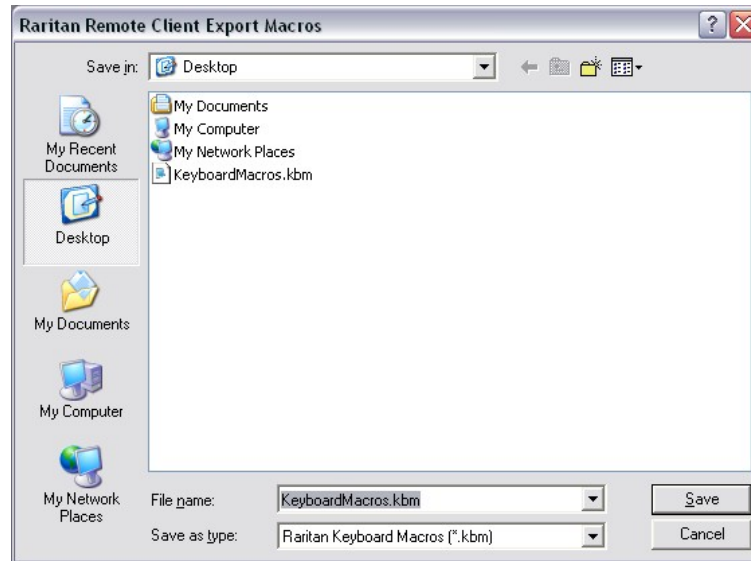 Raritan Remote Client Export Macros
Save in:
Desktop
My Documents
My Computer
My Network Places
KeyboardMacros.kbm
My Recent
Documents
Desktop
My Documents
My Computer
My Network
Places
File name:
KeyboardMacros.kbm
Save
Save as type:
Raritan Keyboard Macros (*.kbm)
Cancel